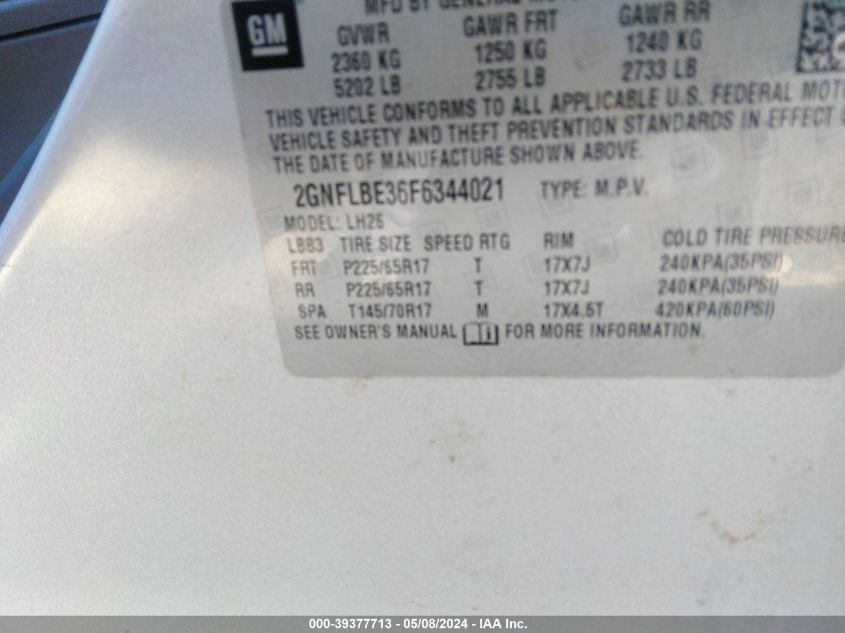 GM
MFD BY GENERAL
GVWR GAWR FRT GAWR RR
2360 KG 1250 KG 1240 KG
5202 LB 2755 LB 2733 LB
THIS VEHICLE CONFORMS TO ALL APPLICABLE U.S. FEDERAL
VEHICLE SAFETY AND THEFT PREVENTION STANDARDS IN EFFECT
THE DATE OF MANUFACTURE SHOWN ABOVE.
2GNFLBE36F6344021 TYPE: M.P.V.
MODEL: LH26
LBB3 TIRE SIZE SPEED RTG RIM COLD TIRE PRESSURE
FRT P225/65R17 T 17X7J 240KPA(35PSI)
RR P225/65R17 T 17X7J 240KPA(35PSI)
SPA T145/70R17 M 17X4.5T 420KPA(60PSI)
SEE OWNER'S MANUAL FOR MORE INFORMATION.
000-39377713 - 05/08/2024 - IAA Inc.